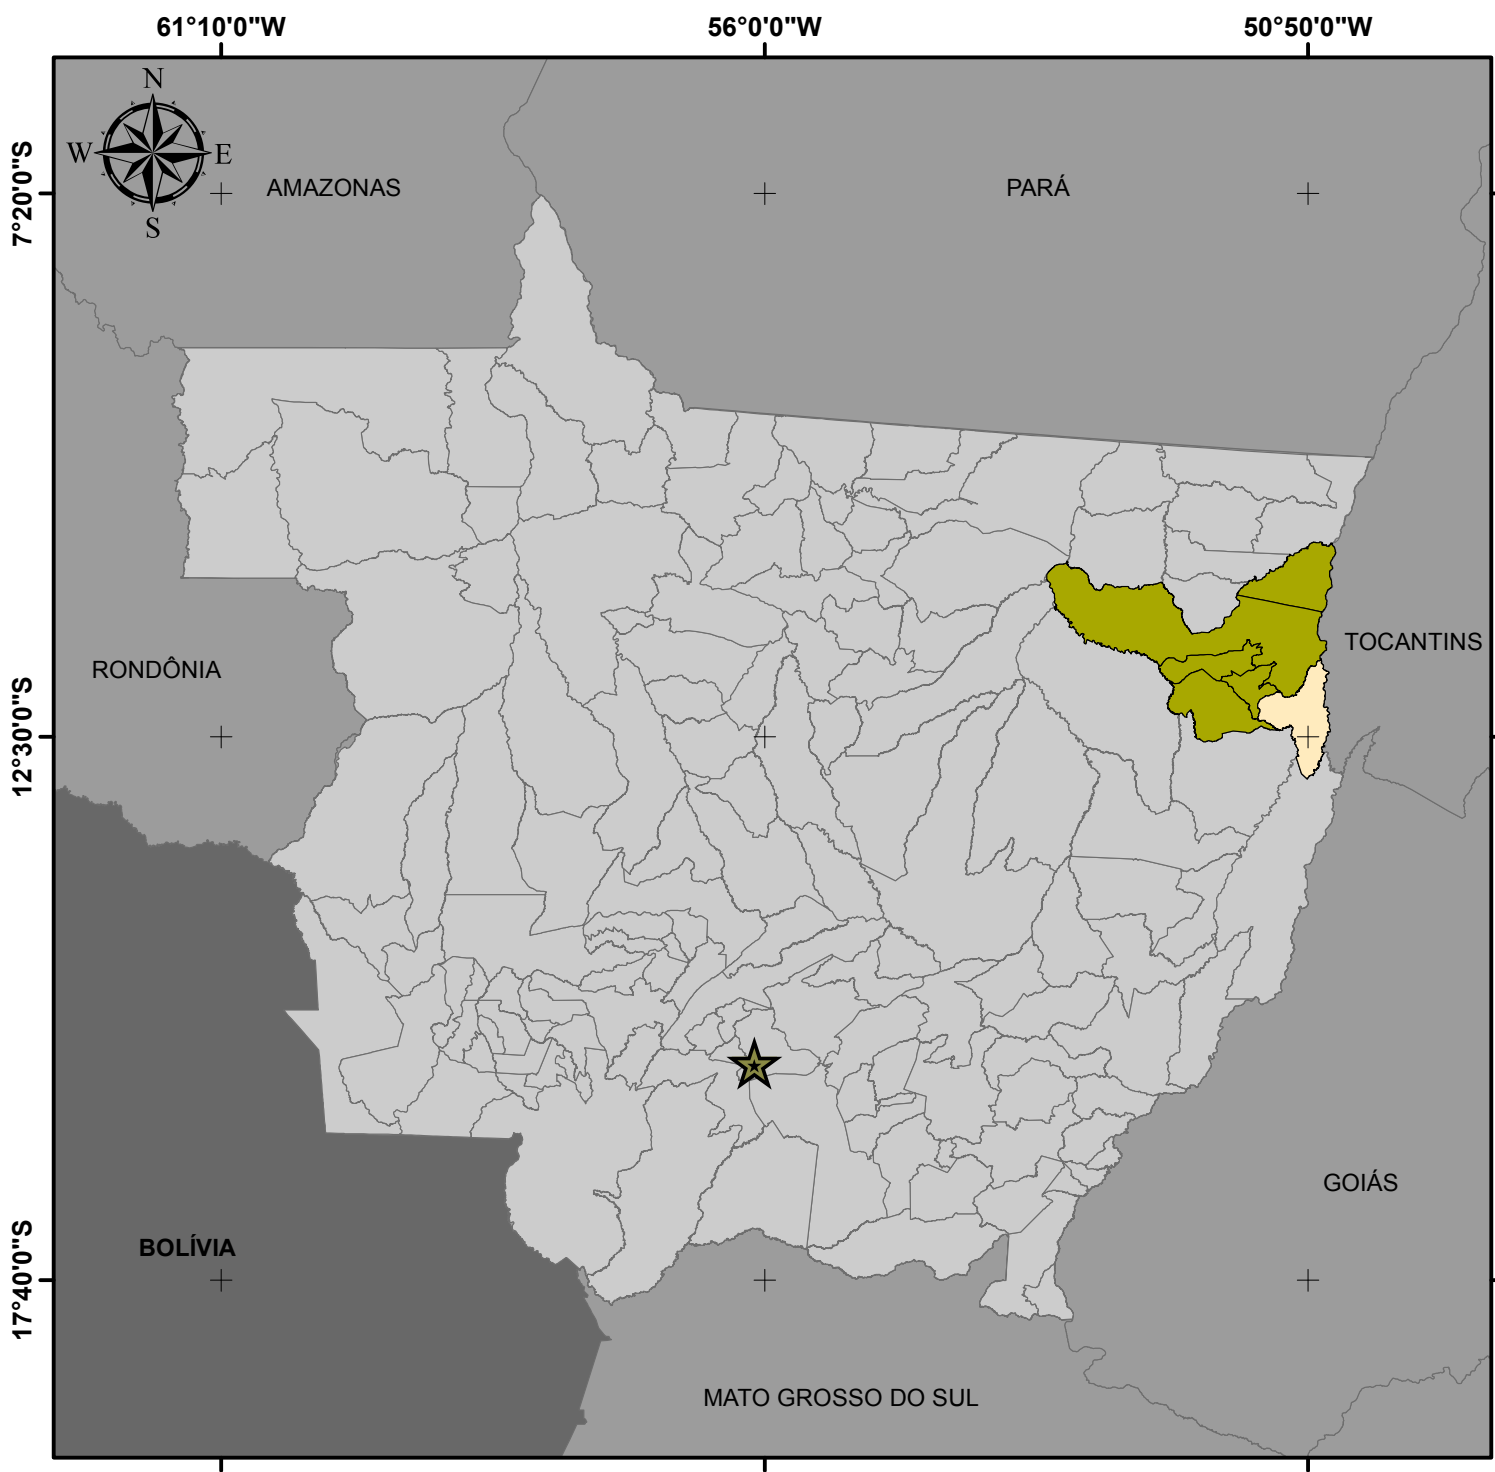 61°10'0"W 56°0'0"W 50°50'0"W
N
W E
S
7°20'0"S
AMAZONAS
PARÁ
RONDÔNIA
TOCANTINS
12°30'0"S
GOIÁS
BOLÍVIA
17°40'0"S
MATO GROSSO DO SUL